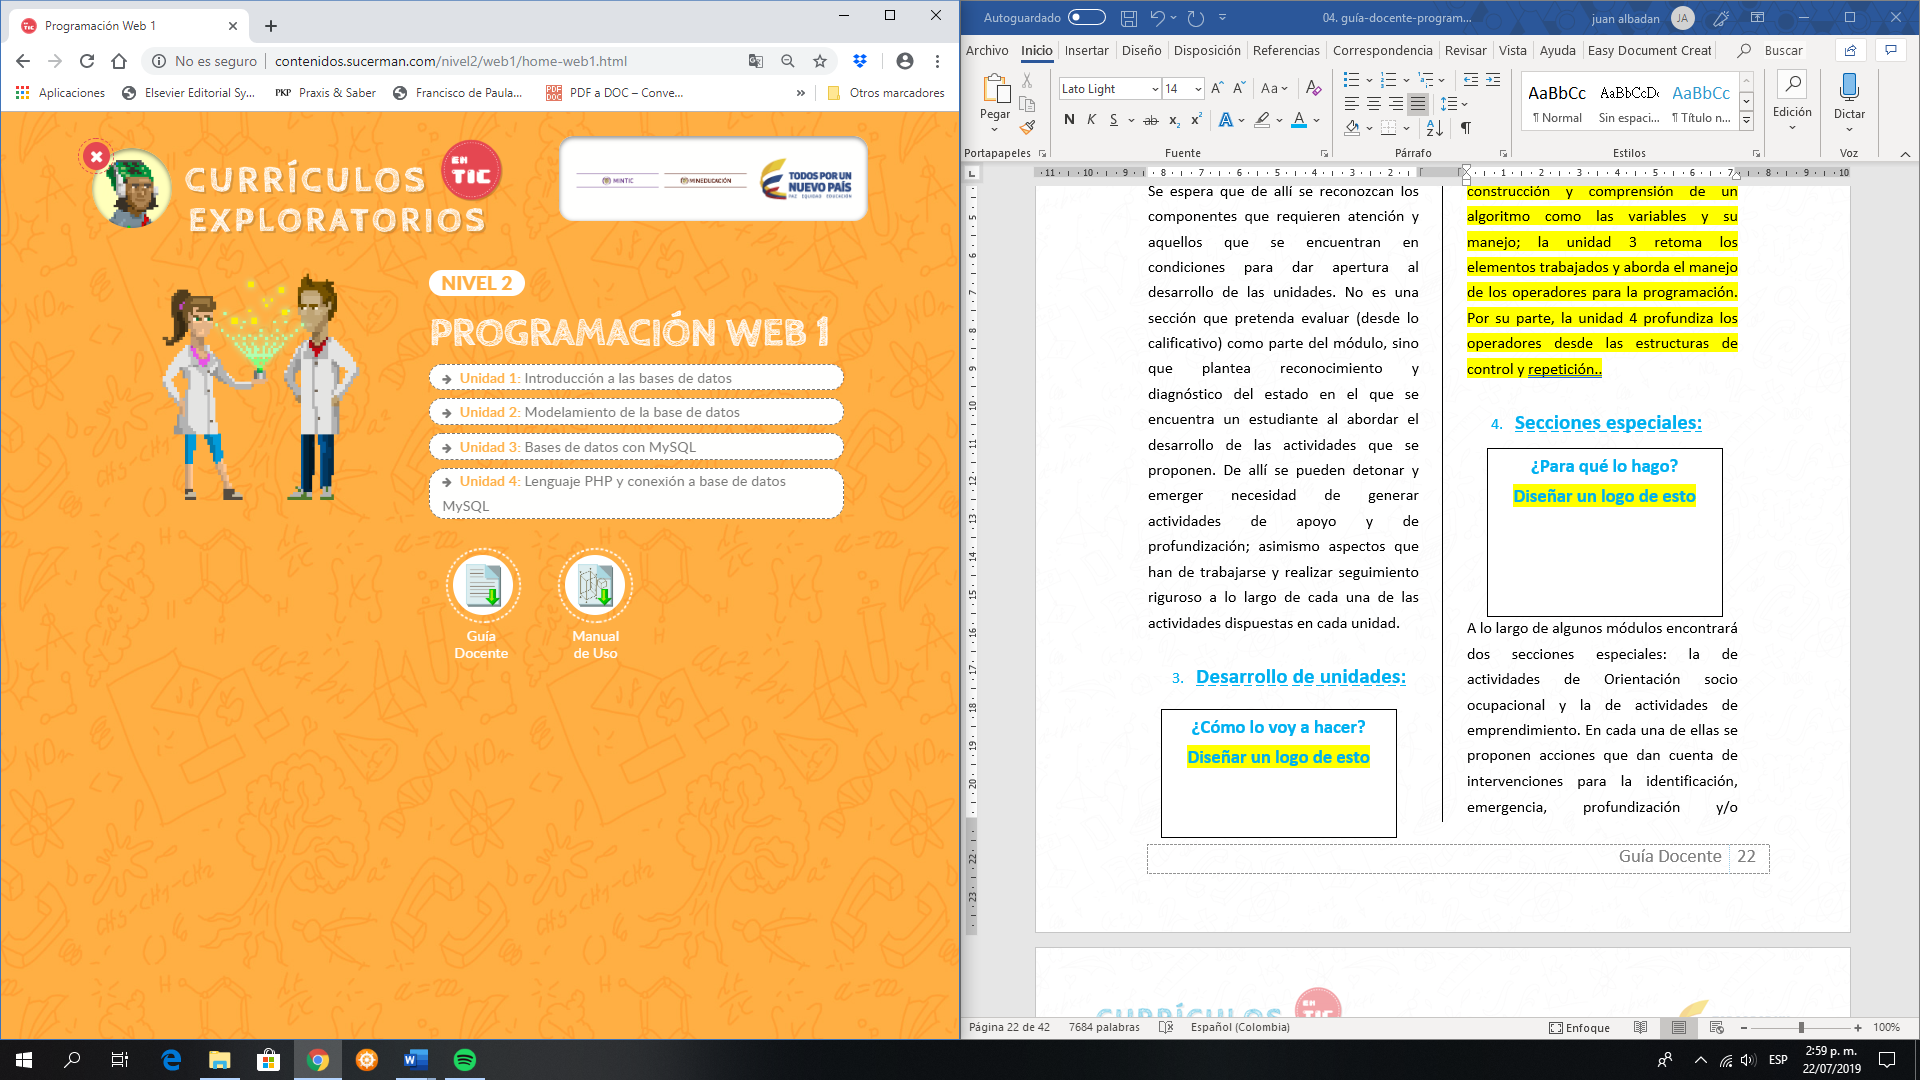 Programación Web 1
No es seguro
contenidos.sucerman.com/nivel2/web1/home-web1.html
Aplicaciones
Elsevier Editorial Sy...
PKP Praxis & Saber
Francisco de Paula...
PDF a DOC – Conve...
»
Otros marcadores
CURRÍCULOS
EXPLORATORIOS
EN
TIC
MINTIC
MINEDUCACIÓN
TODOS POR UN
NUEVO PAÍS
PAZ EQUIDAD EDUCACIÓN
NIVEL 2
PROGRAMACIÓN WEB 1
Unidad 1: Introducción a las bases de datos
Unidad 2: Modelamiento de la base de datos
Unidad 3: Bases de datos con MySQL
Unidad 4: Lenguaje PHP y conexión a base de datos
MySQL
Guía
Docente
Manual
de Uso
Autoguardado
04. guía-docente-program...
juan albadan
JA
Archivo
Inicio
Insertar
Diseño
Disposición
Referencias
Correspondencia
Revisar
Vista
Ayuda
Easy Document Creat
Buscar
Pegar
Lato Light
14
Aa
N K S ab x₂ x²
AaBbCc
AaBbCcDc
AaBbCc
¶ Normal
Sin espaci...
¶ Título n...
Edición
Dictar
Portapapeles
Fuente
Párrafo
Estilos
Voz
Se espera que de allí se reconozcan los
componentes que requieren atención y
aquellos que se encuentran en
condiciones para dar apertura al
desarrollo de las unidades. No es una
sección que pretenda evaluar (desde lo
calificativo) como parte del módulo, sino
que plantea reconocimiento y
diagnóstico del estado en el que se
encuentra un estudiante al abordar el
desarrollo de las actividades que se
proponen. De allí se pueden detonar y
emerger necesidad de generar
actividades de apoyo y de
profundización; asimismo aspectos que
han de trabajarse y realizar seguimiento
riguroso a lo largo de cada una de las
actividades dispuestas en cada unidad.
3. Desarrollo de unidades:
¿Cómo lo voy a hacer?
Diseñar un logo de esto
construcción y comprensión de un
algoritmo como las variables y su
manejo; la unidad 3 retoma los
elementos trabajados y aborda el manejo
de los operadores para la programación.
Por su parte, la unidad 4 profundiza los
operadores desde las estructuras de
control y repetición..
4. Secciones especiales:
¿Para qué lo hago?
Diseñar un logo de esto
A lo largo de algunos módulos encontrará
dos secciones especiales: la de
actividades de Orientación socio
ocupacional y la de actividades de
emprendimiento. En cada una de ellas se
proponen acciones que dan cuenta de
intervenciones para la identificación,
emergencia, profundización y/o
Guía Docente 22
CURRÍCULOS
EN
TIC
Página 22 de 42
7684 palabras
Español (Colombia)
Enfoque
100%
ESP
2:59 p. m.
22/07/2019